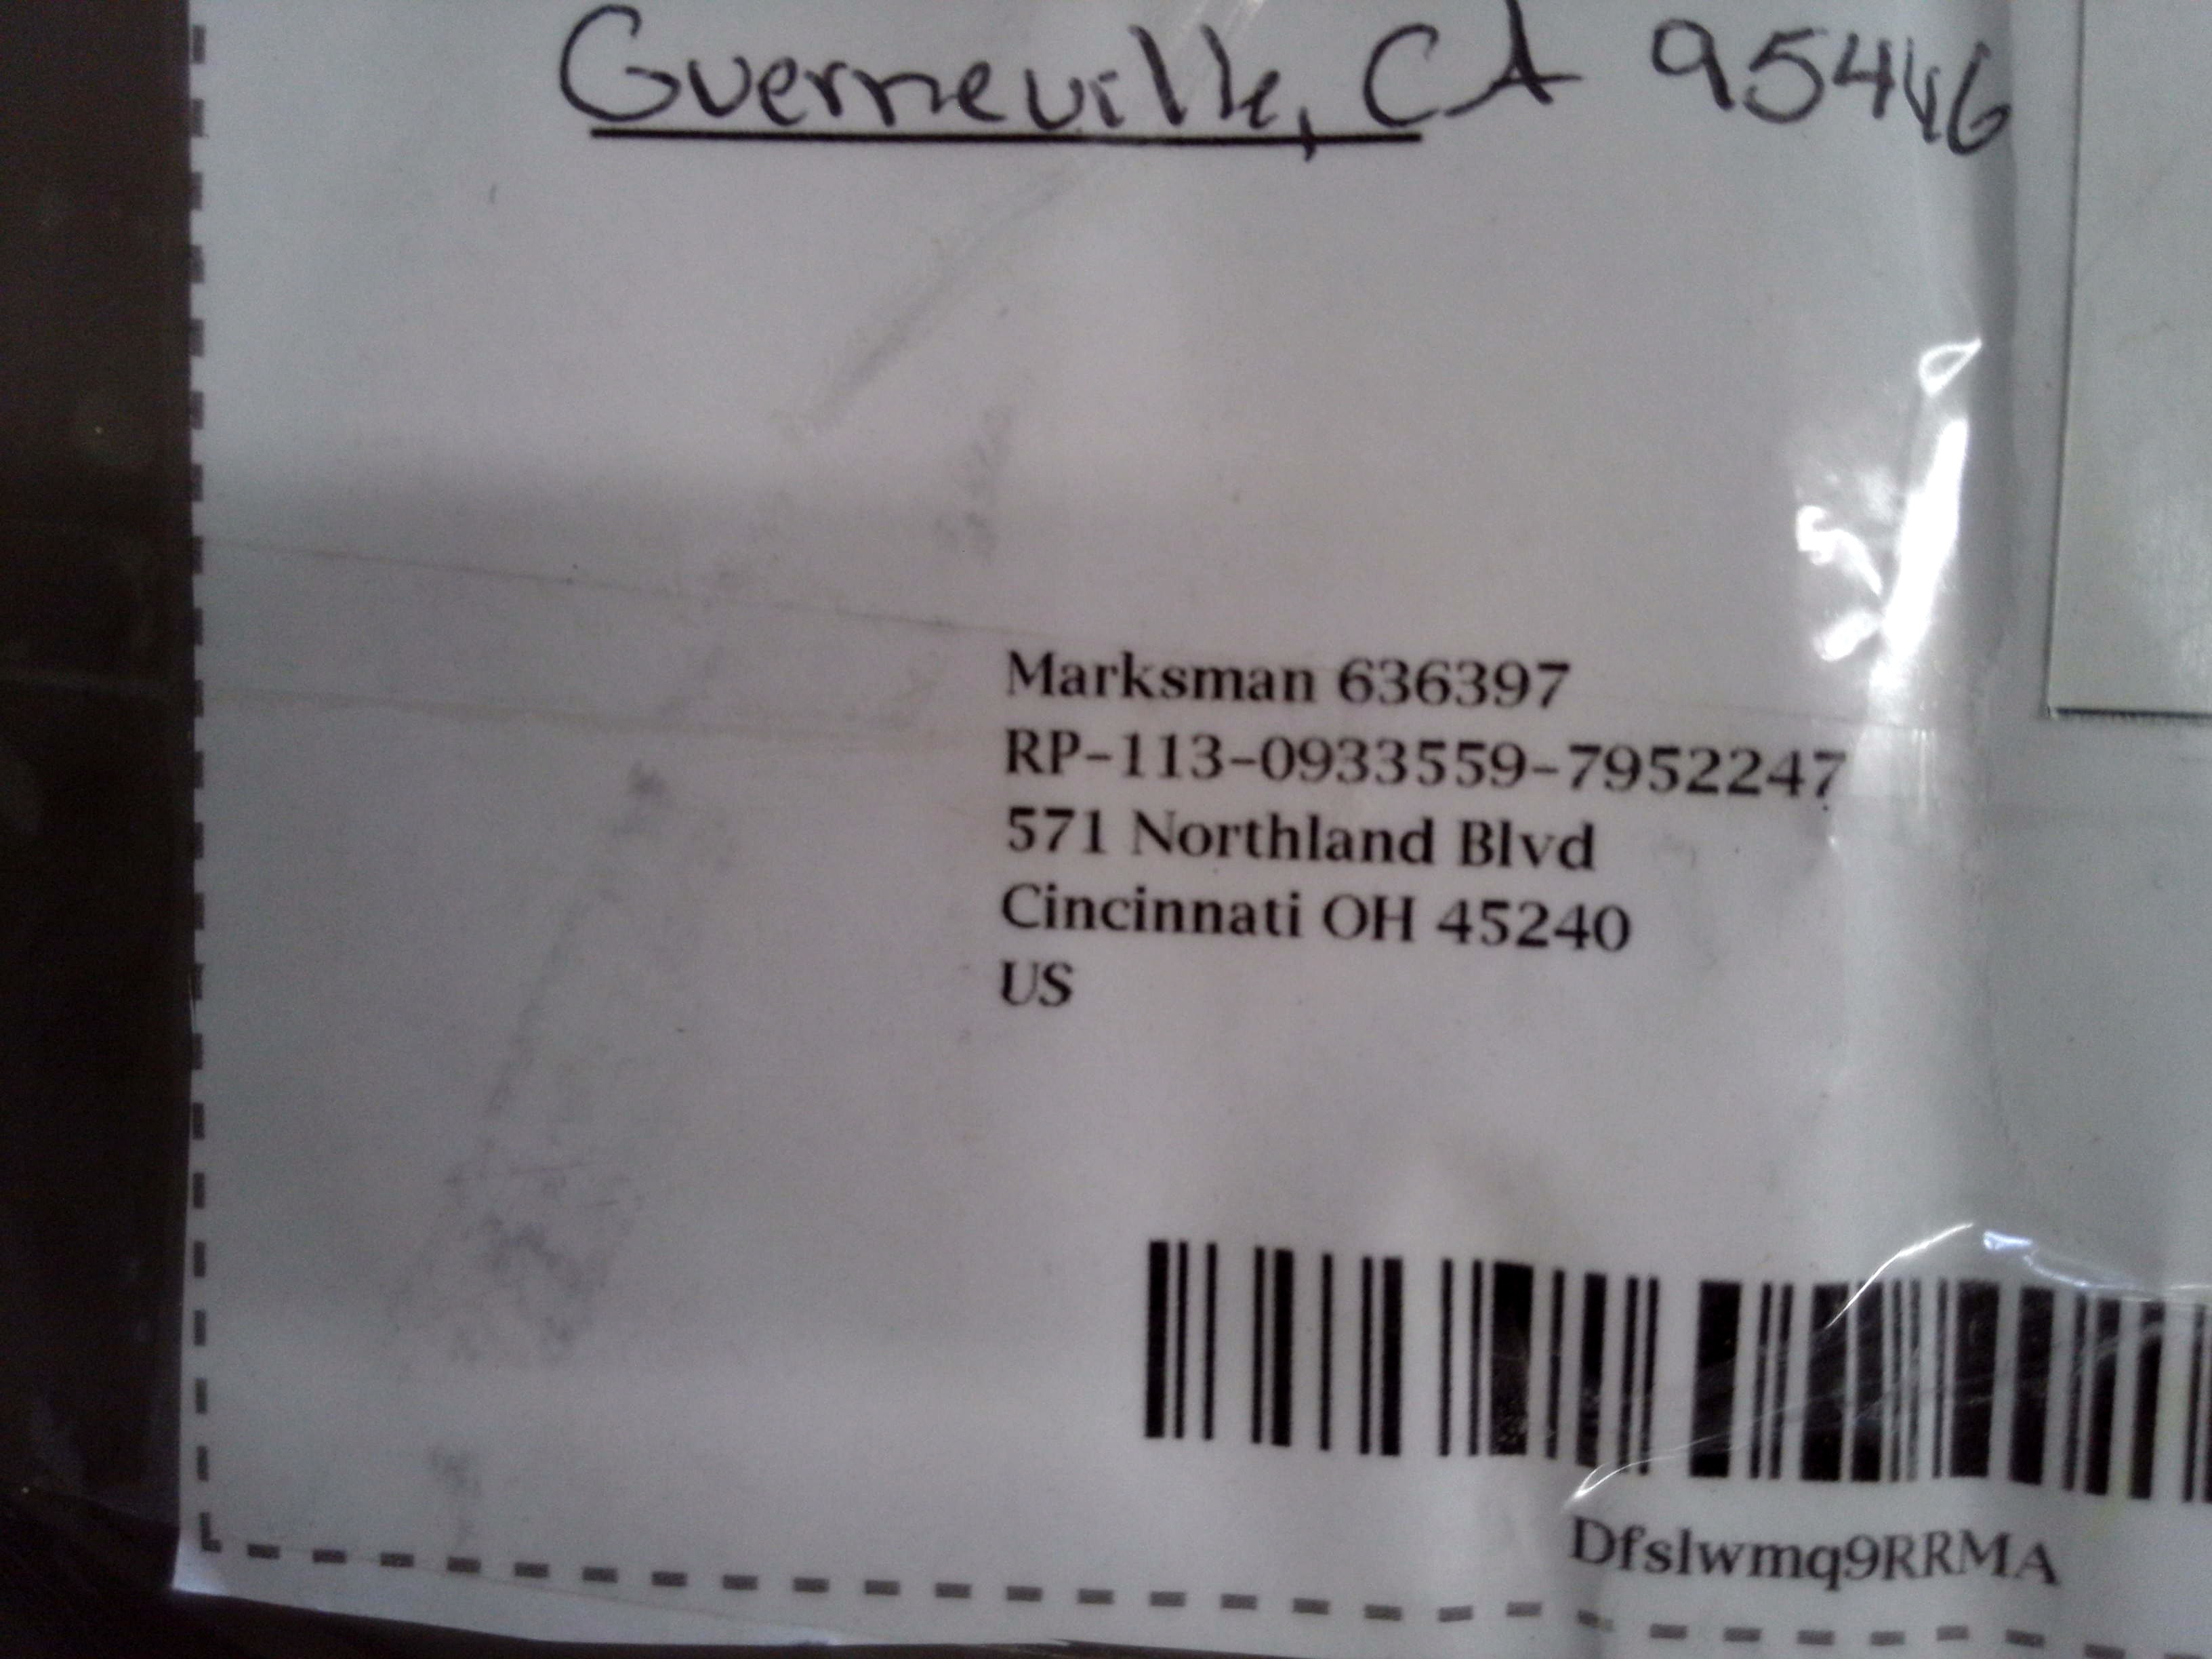 Guerneville, CA 95446
Marksman 636397
RP-113-0933559-7952247
571 Northland Blvd
Cincinnati OH 45240
US
Dfslwmq9RRMA